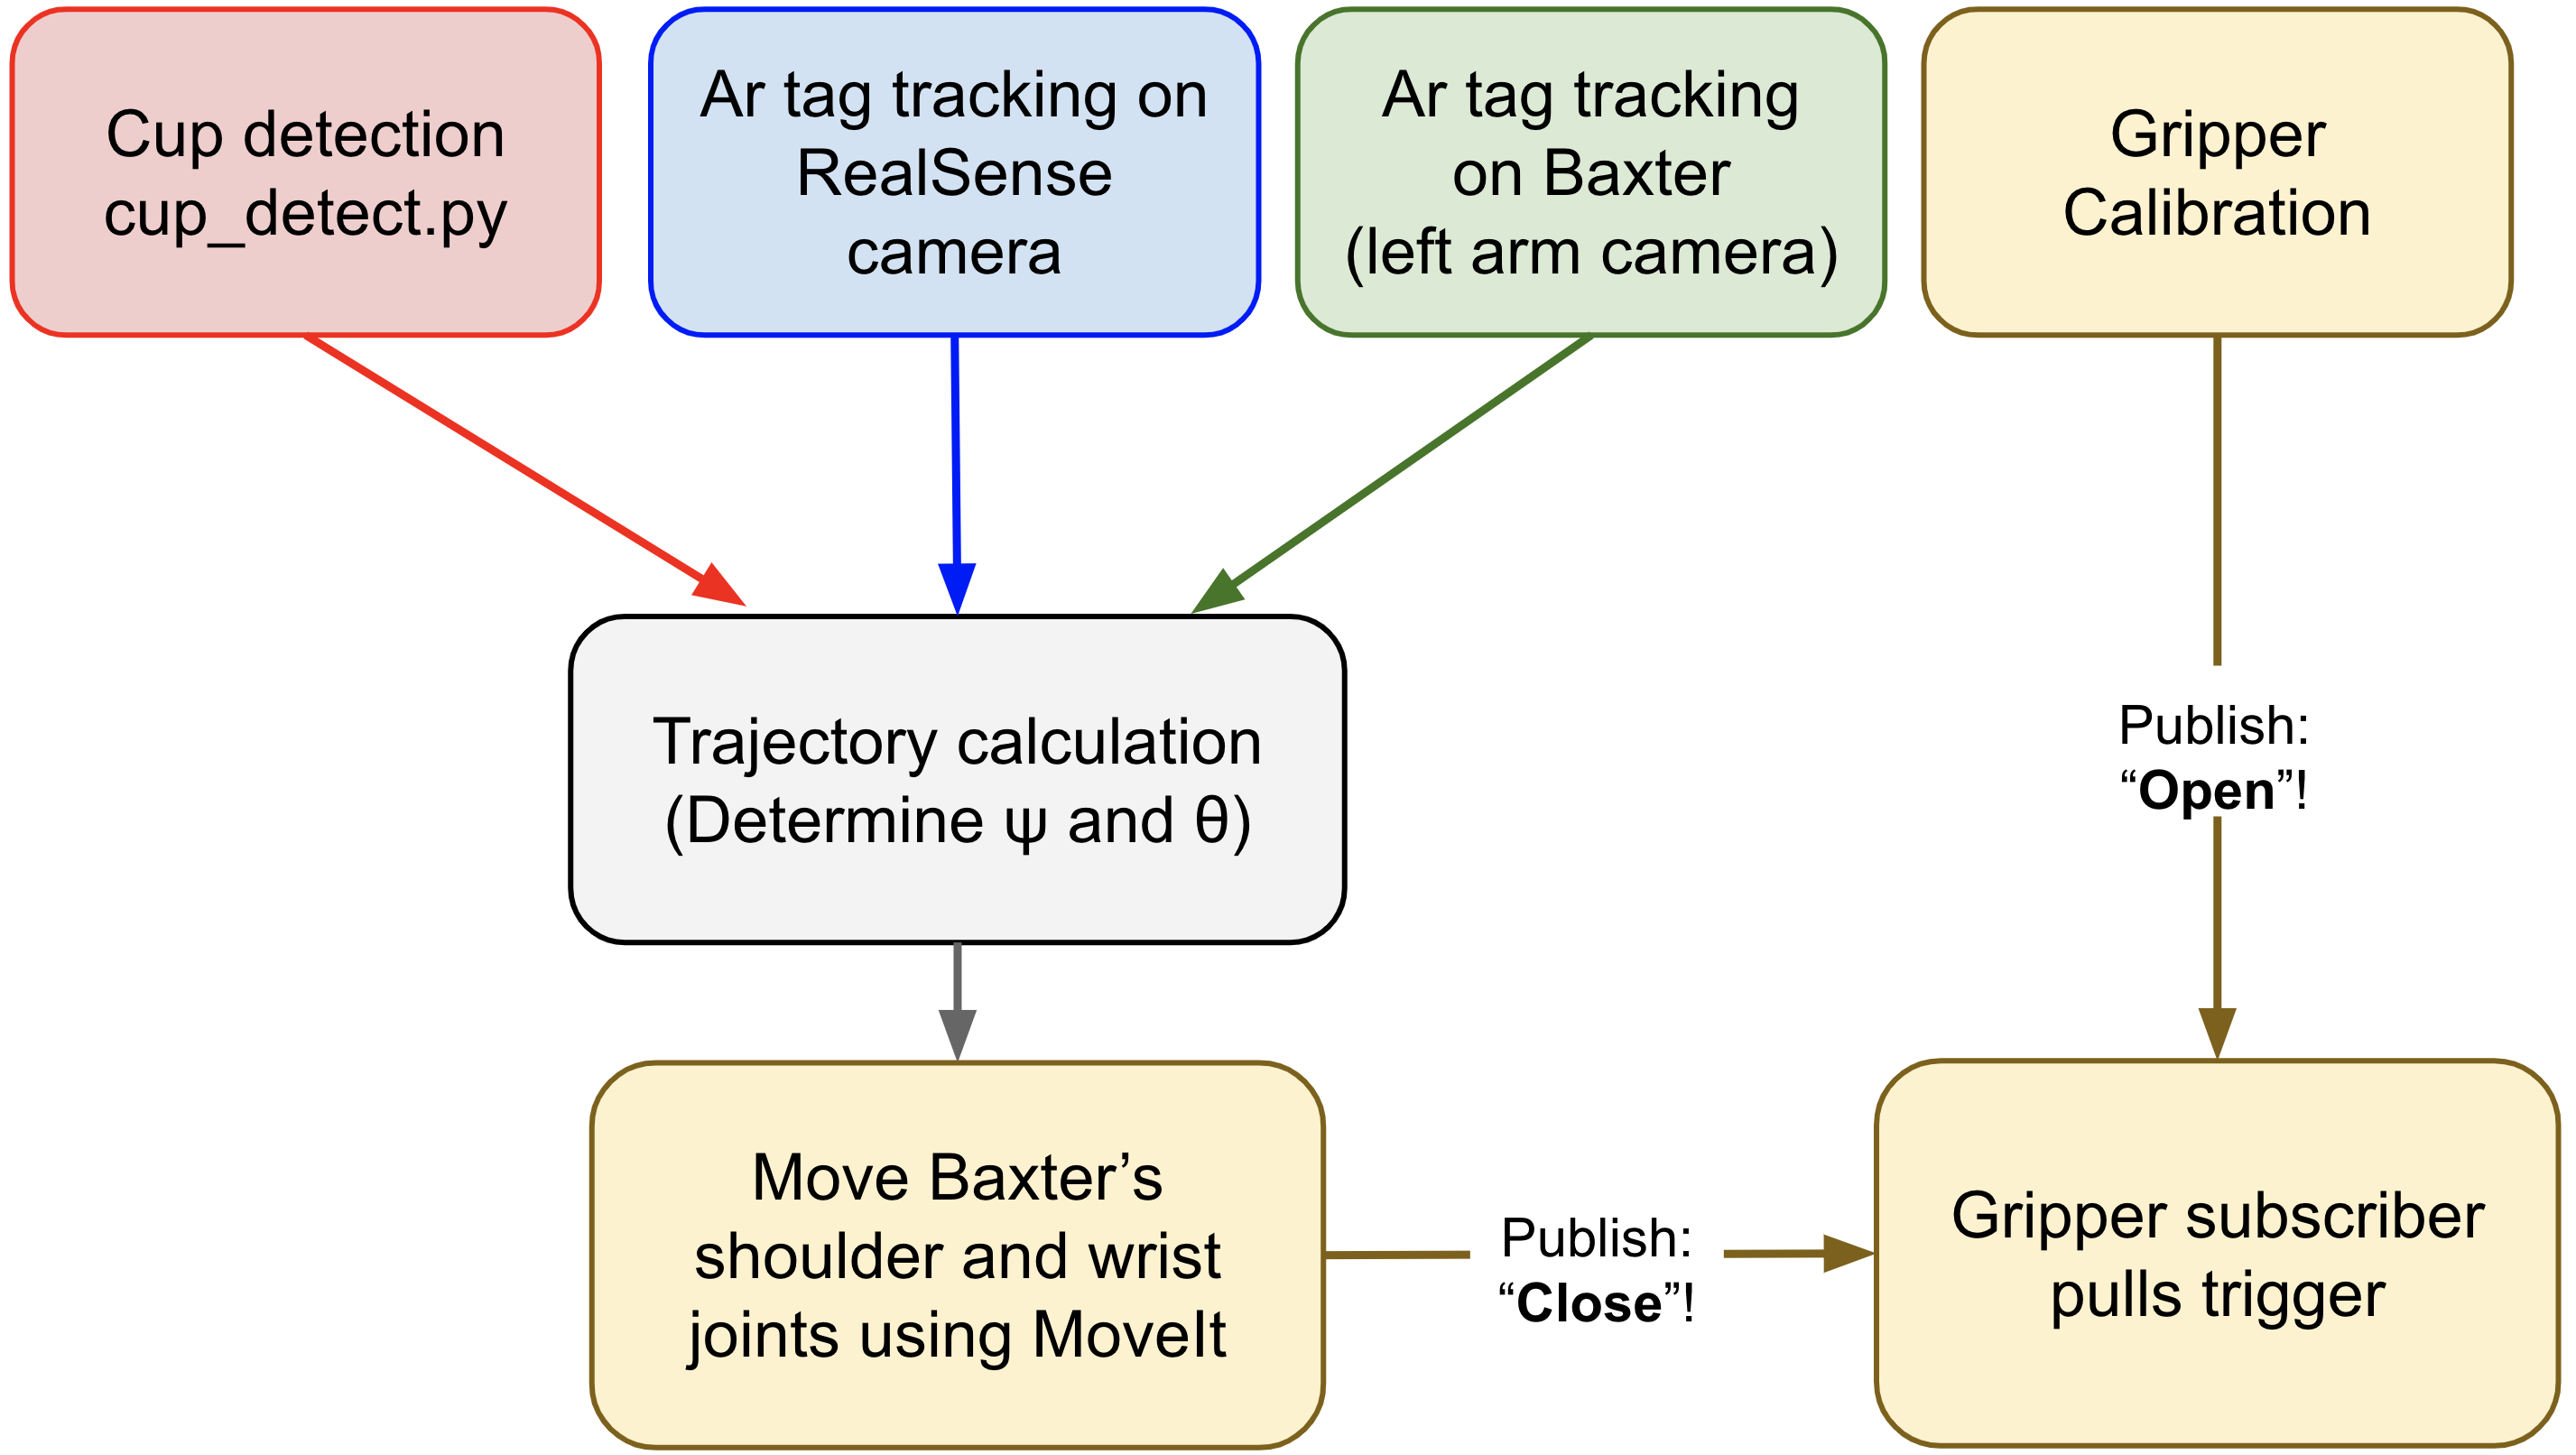 Cup detection
cup_detect.py
Ar tag tracking on
RealSense
camera
Ar tag tracking
on Baxter
(left arm camera)
Gripper
Calibration
Trajectory calculation
(Determine ψ and θ)
Publish:
“Open”!
Move Baxter’s
shoulder and wrist
joints using MoveIt
Publish:
“Close”!
Gripper subscriber
pulls trigger